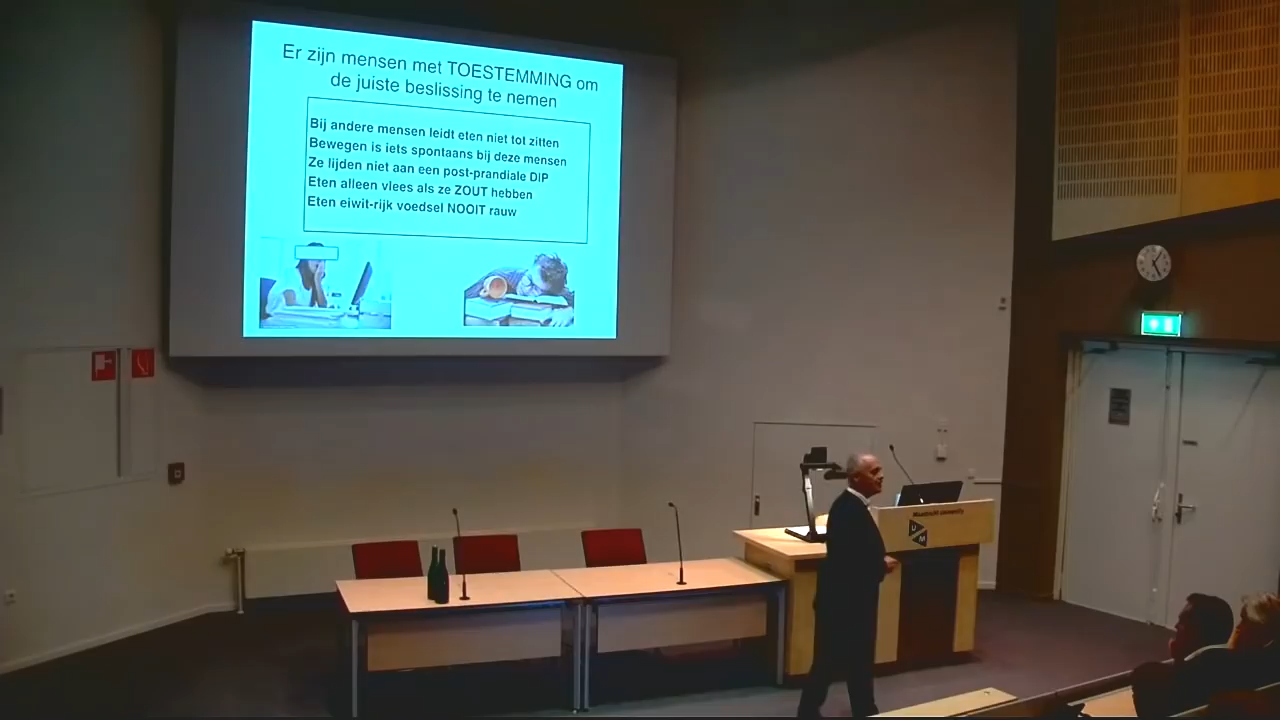 Er zijn mensen met TOESTEMMING om
de juiste beslissing te nemen
Bij andere mensen leidt eten niet tot zitten
Bewegen is iets spontaans bij deze mensen
Ze lijden niet aan een post-prandiale DIP
Eten alleen vlees als ze ZOUT hebben
Eten eiwit-rijk voedsel NOOIT rauw
Maastricht University
U
M